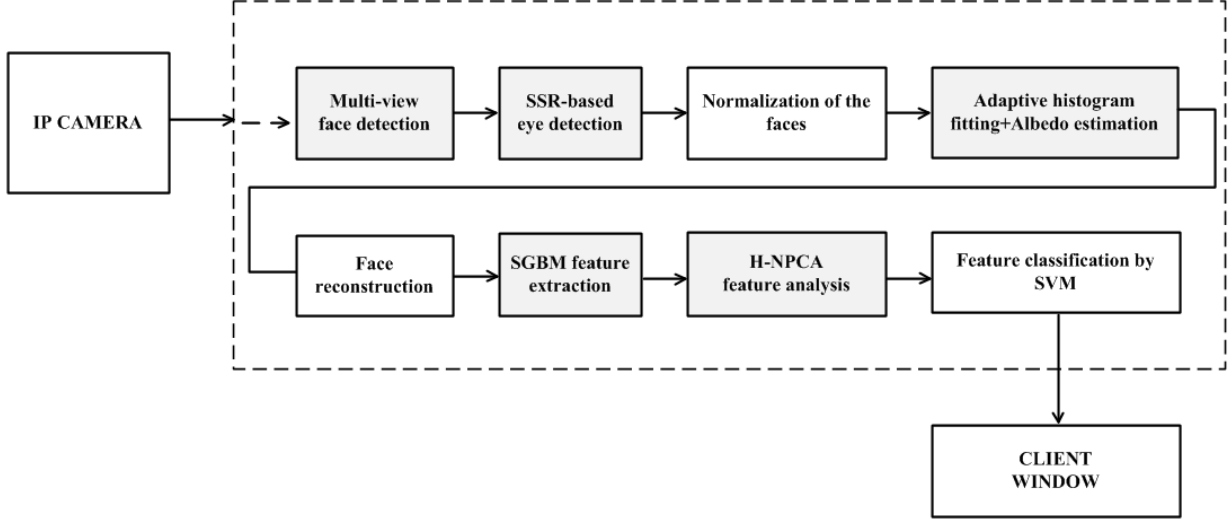 IP CAMERA
Multi-view
face detection
SSR-based
eye detection
Normalization of the
faces
Adaptive histogram
fitting+Albedo estimation
Face
reconstruction
SGBM feature
extraction
H-NPCA
feature analysis
Feature classification by
SVM
CLIENT
WINDOW